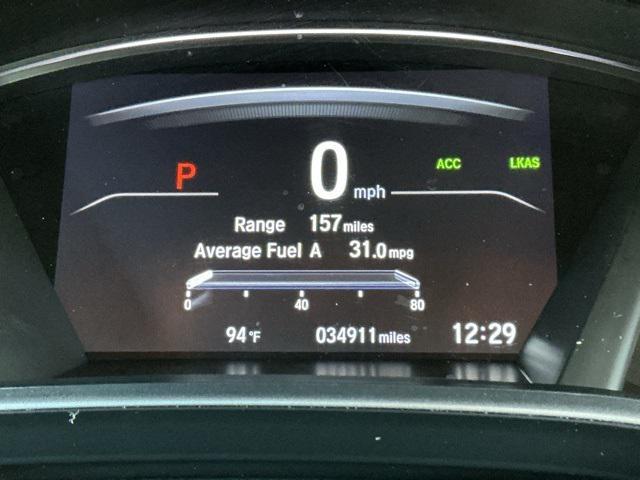 P 0 mph ACC LKAS
Range 157 miles
Average Fuel A 31.0 mpg
0 40 80
94 °F 034911 miles 12:29